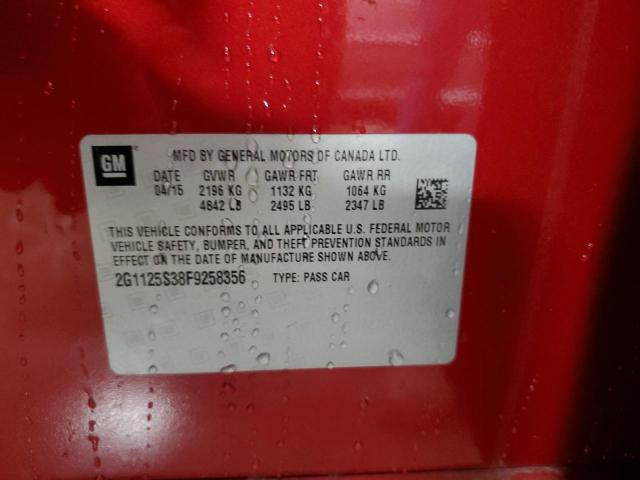 GM
MFD BY GENERAL MOTORS OF CANADA LTD.
DATE GVWR GAWR FRT GAWR RR
04/15 2196 KG 1132 KG 1064 KG
4842 LB 2495 LB 2347 LB
THIS VEHICLE CONFORMS TO ALL APPLICABLE U.S. FEDERAL MOTOR
VEHICLE SAFETY, BUMPER, AND THEFT PREVENTION STANDARDS IN
EFFECT ON THE DATE OF MANUFACTURE SHOWN ABOVE.
2G1125S38F9258356 TYPE: PASS CAR